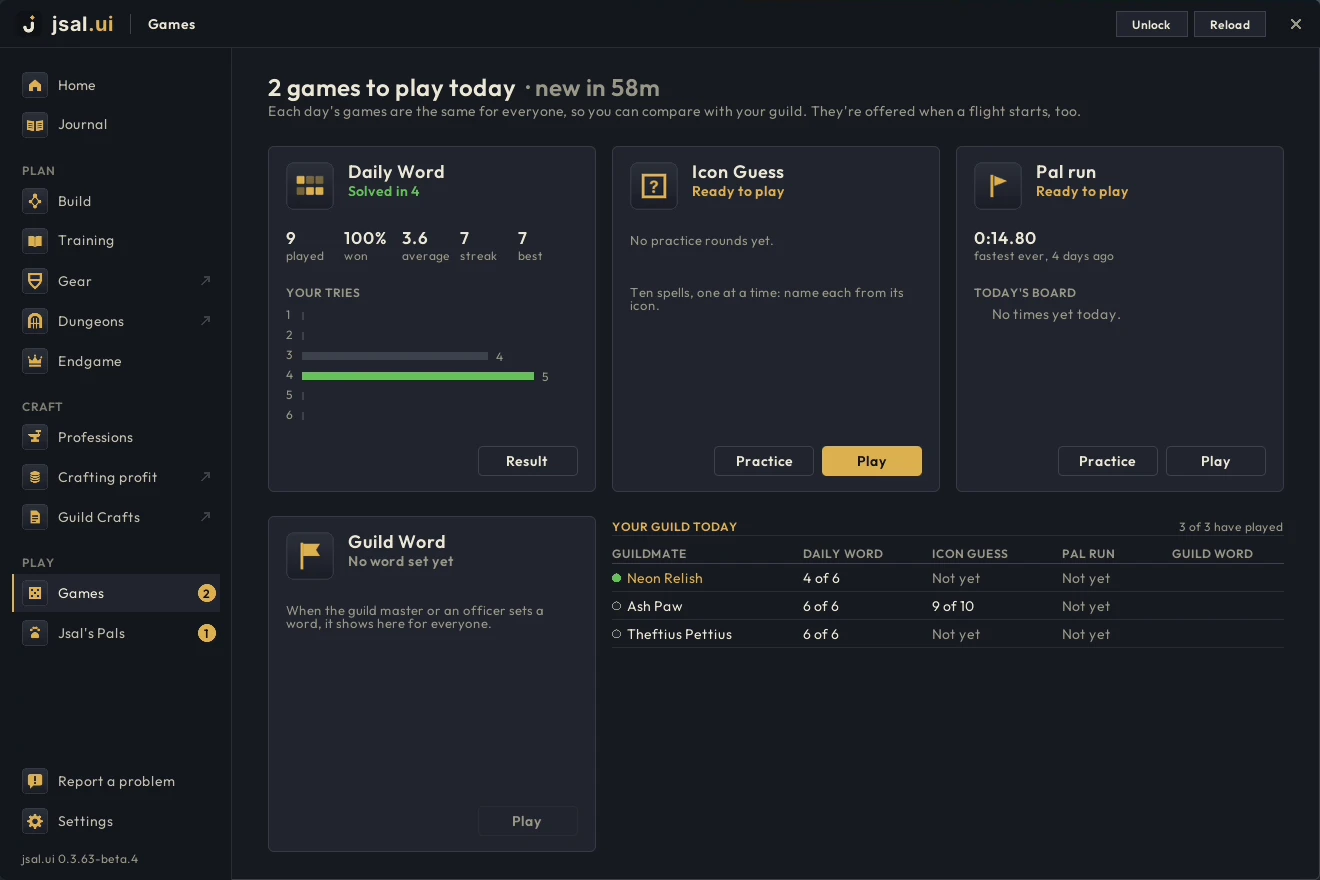 jsal.ui
Games
Unlock
Reload
Home
Journal
PLAN
Build
Training
Gear
Dungeons
Endgame
CRAFT
Professions
Crafting profit
Guild Crafts
PLAY
Games
2
Jsal's Pals
1
Report a problem
Settings
jsal.ui 0.3.63-beta.4
2 games to play today · new in 58m
Each day's games are the same for everyone, so you can compare with your guild. They're offered when a flight starts, too.
Daily Word
Solved in 4
9 100% 3.6 7 7
played won average streak best
YOUR TRIES
1
2
3 4
4 5
5
6
Result
Icon Guess
Ready to play
No practice rounds yet.
Ten spells, one at a time: name each from its
icon.
Practice
Play
Pal run
Ready to play
0:14.80
fastest ever, 4 days ago
TODAY'S BOARD
No times yet today.
Practice
Play
Guild Word
No word set yet
When the guild master or an officer sets a
word, it shows here for everyone.
Play
YOUR GUILD TODAY 3 of 3 have played
GUILDMATE DAILY WORD ICON GUESS PAL RUN GUILD WORD
Neon Relish 4 of 6 Not yet Not yet
Ash Paw 6 of 6 9 of 10 Not yet
Theftius Pettius 6 of 6 Not yet Not yet